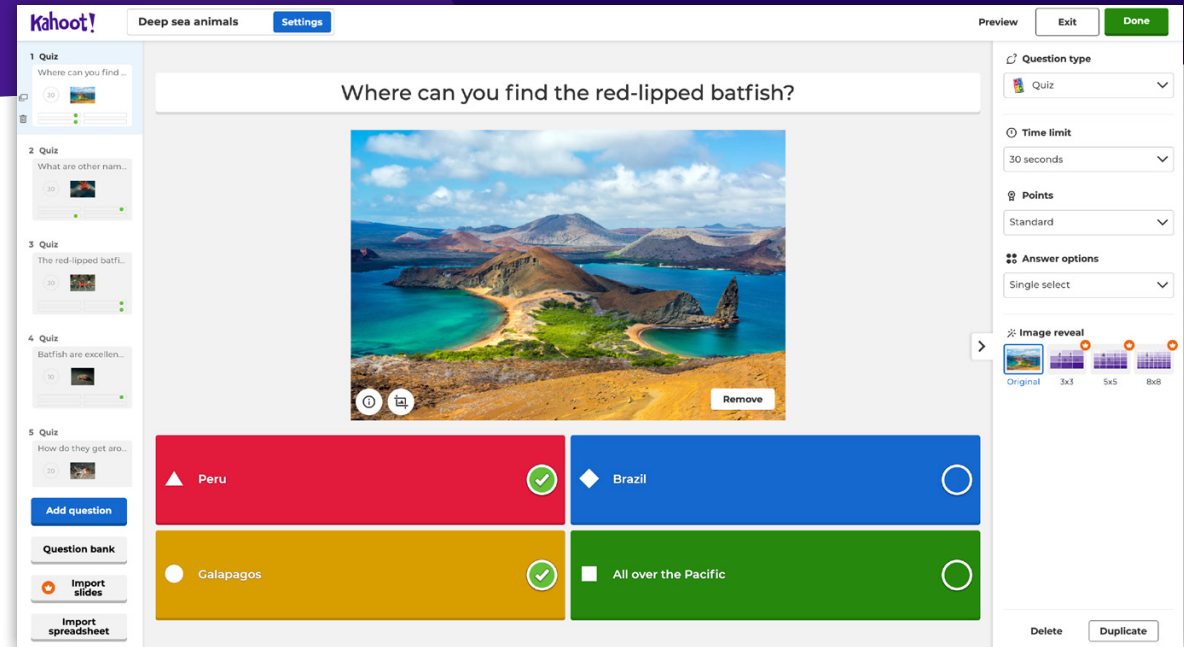 Kahoot!
Deep sea animals
Settings
Preview
Exit
Done
1 Quiz
Where can you find ...
30
2 Quiz
What are other nam...
30
3 Quiz
The red-lipped batfi...
30
4 Quiz
Batfish are excellen...
10
5 Quiz
How do they get aro...
20
Add question
Question bank
Import
slides
Import
spreadsheet
Where can you find the red-lipped batfish?
Remove
Peru
Brazil
Galapagos
All over the Pacific
Question type
Quiz
Time limit
30 seconds
Points
Standard
Answer options
Single select
Image reveal
Original
3x3
5x5
8x8
Delete
Duplicate